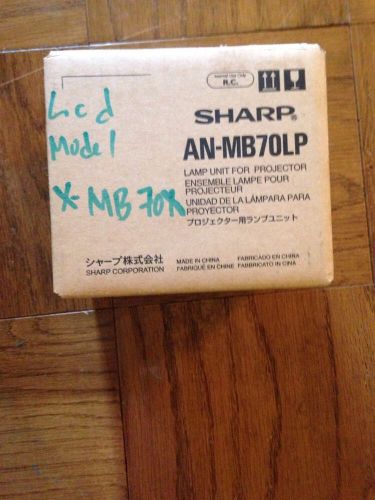 Internal Use Only
R.C.
SHARP®
AN-MB70LP
LAMP UNIT FOR PROJECTOR
ENSEMBLE LAMPE POUR
PROJECTEUR
UNIDAD DE LA LÁMPARA PARA
PROYECTOR
プロジェクター用ランプユニット
Lcd
Model
X-MB 70X
シャープ株式会社
SHARP CORPORATION
MADE IN CHINA
FABRIQUÉ EN CHINE
FABRICADO EN CHINA
FABBRICATO IN CINA